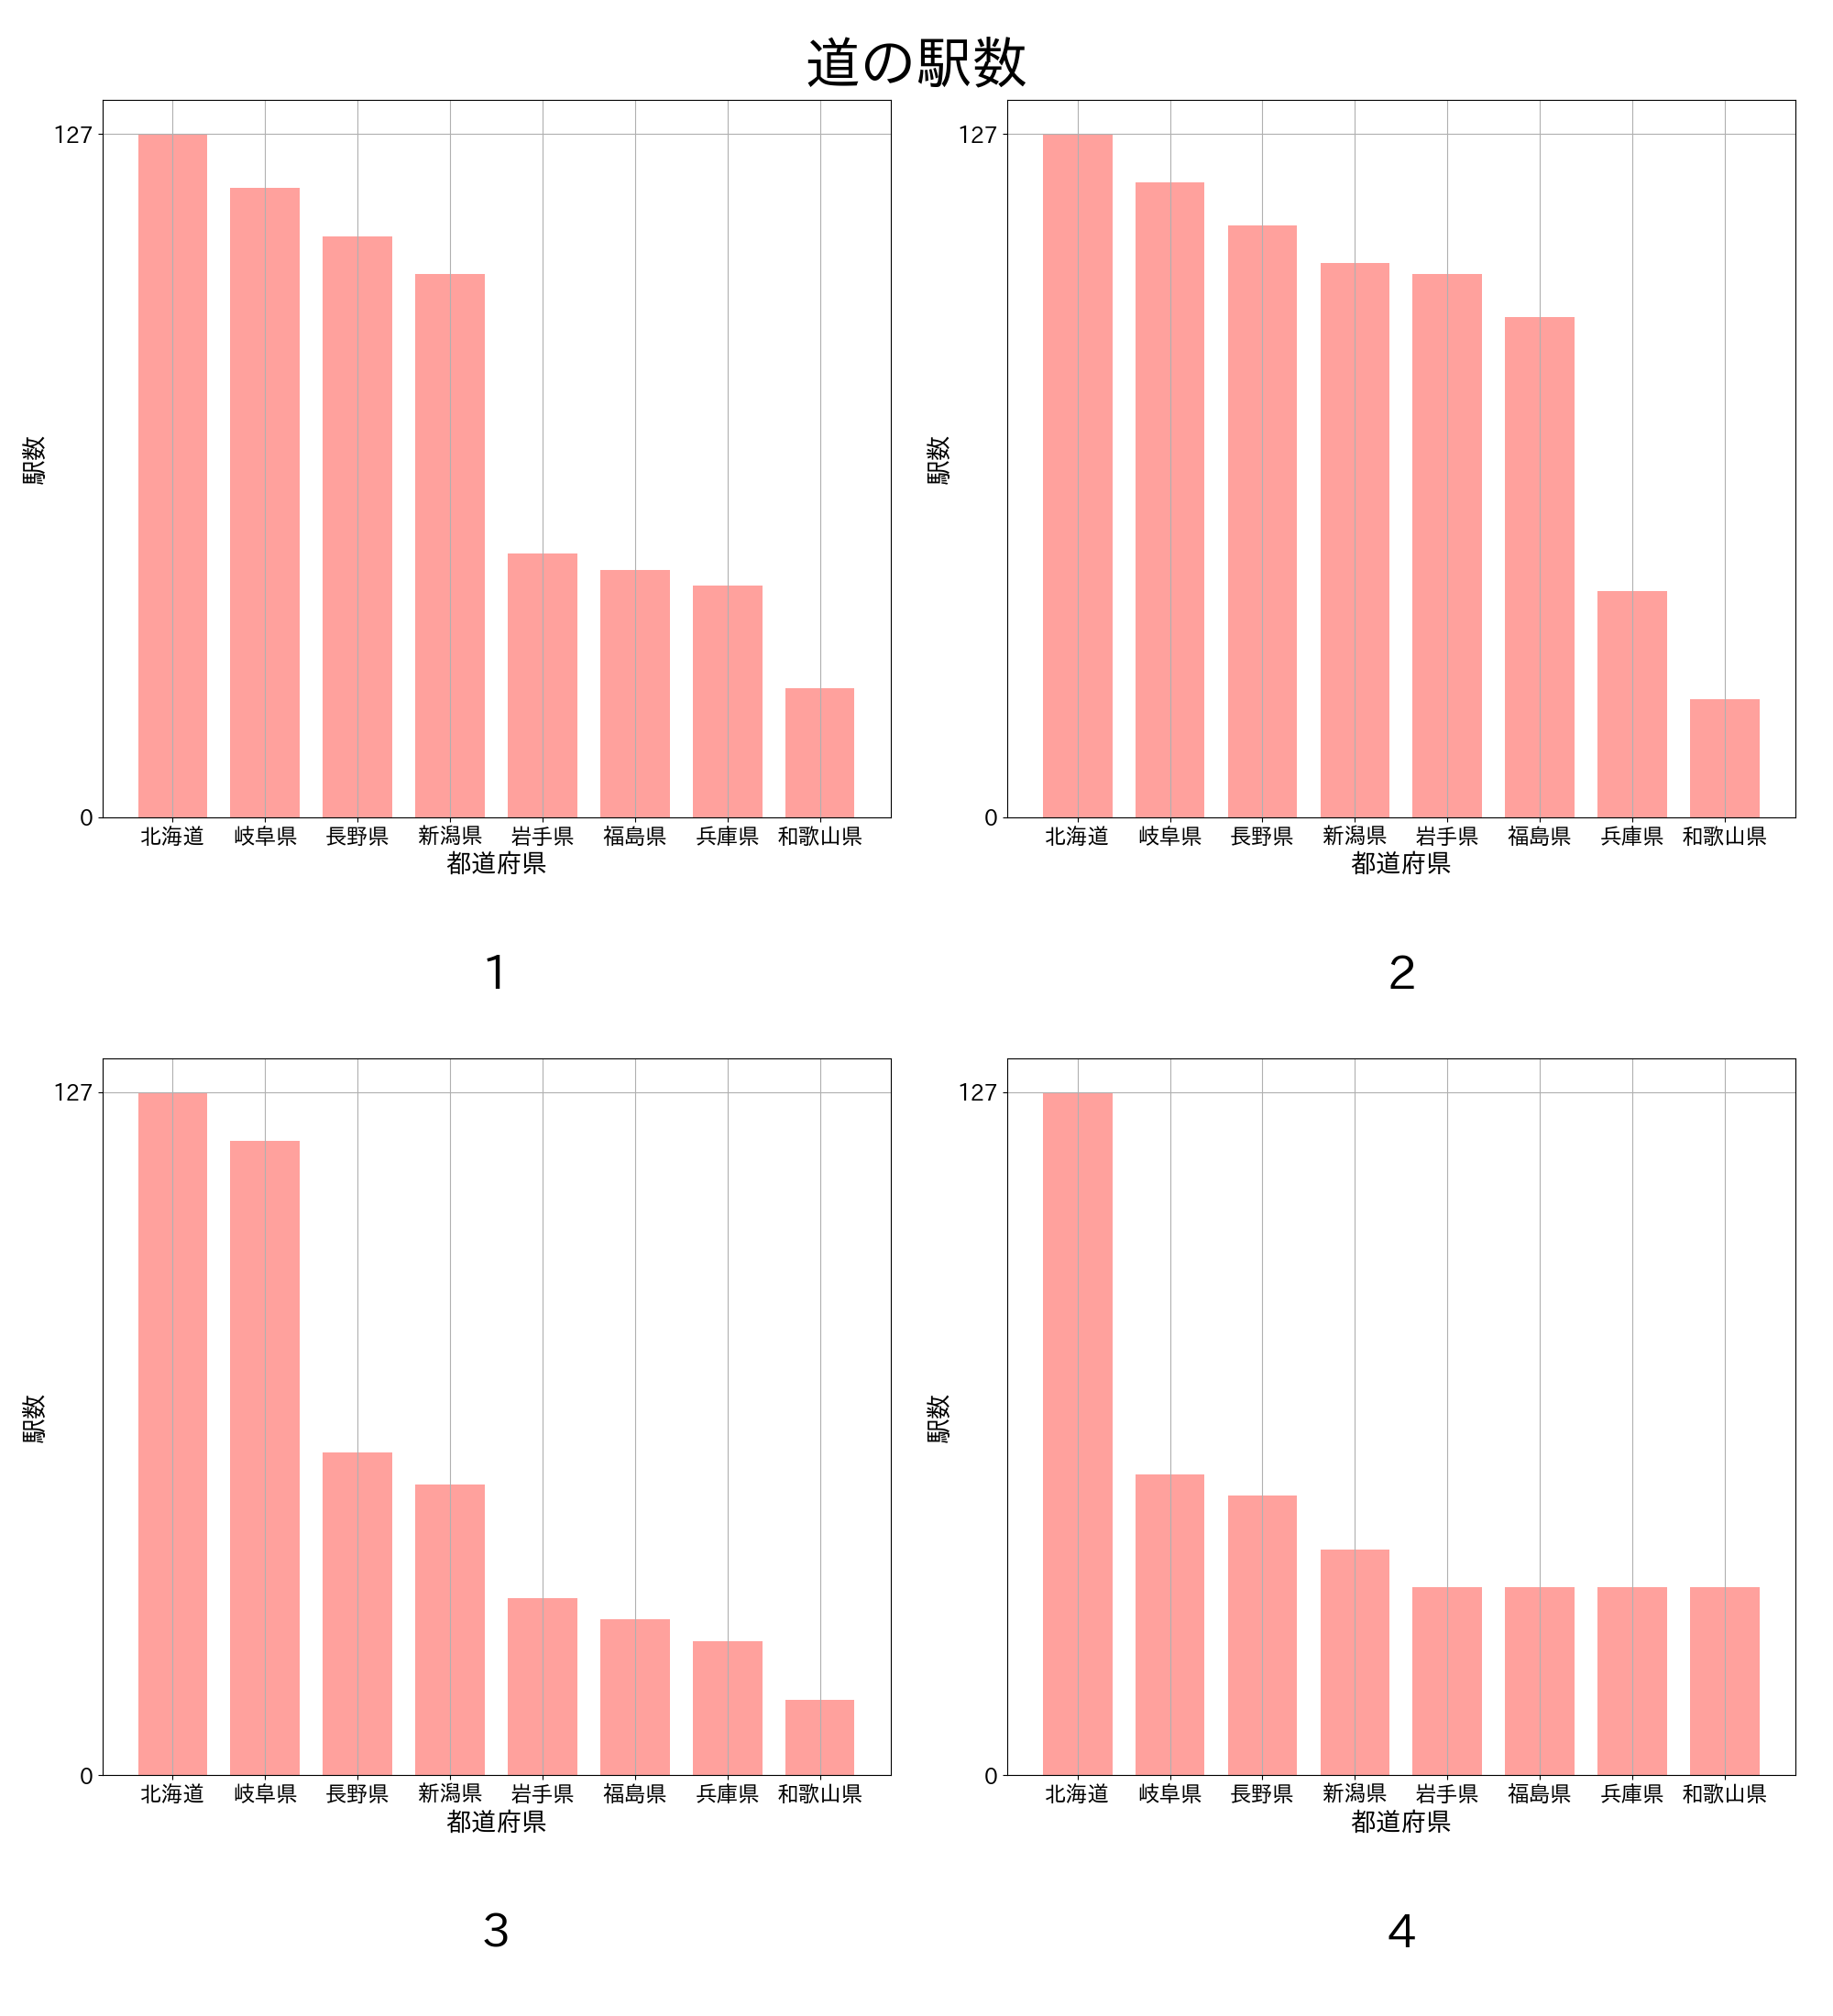 道の駅数
127
0
駅数
北海道 岐阜県 長野県 新潟県 岩手県 福島県 兵庫県 和歌山県
都道府県
1
127
0
駅数
北海道 岐阜県 長野県 新潟県 岩手県 福島県 兵庫県 和歌山県
都道府県
2
127
0
駅数
北海道 岐阜県 長野県 新潟県 岩手県 福島県 兵庫県 和歌山県
都道府県
3
127
0
駅数
北海道 岐阜県 長野県 新潟県 岩手県 福島県 兵庫県 和歌山県
都道府県
4